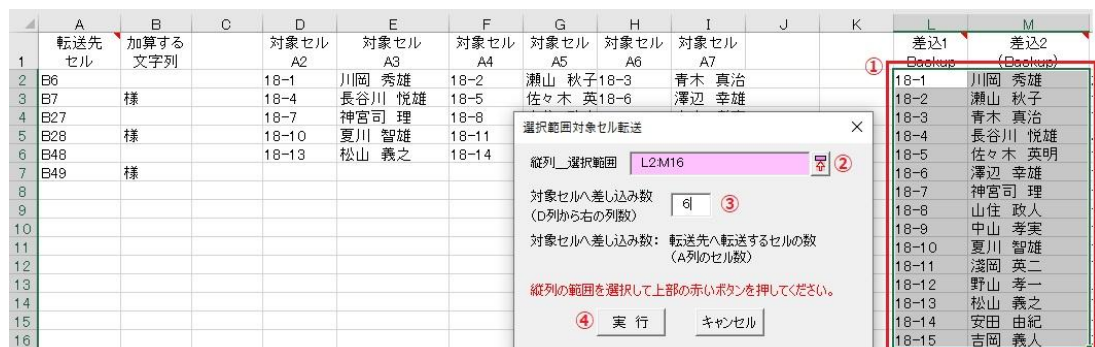 A B C D E F G H I J K L M
転送先 加算する 対象セル 対象セル 対象セル 対象セル 対象セル 対象セル 差込1 差込2
1 セル 文字列 A2 A3 A4 A5 A6 A7 ① Backup (Backup)
2 B6 18-1 川岡 秀雄 18-2 瀬山 秋子 18-3 青木 真治 18-1 川岡 秀雄
3 B7 様 18-4 長谷川 悦雄 18-5 佐々木 英 18-6 澤辺 幸雄 18-2 瀬山 秋子
4 B27 18-7 神宮司 理 18-8 18-3 青木 真治
5 B28 様 18-10 夏川 智雄 18-11 18-4 長谷川 悦雄
6 B48 18-13 松山 義之 18-14 18-5 佐々木 英明
7 B49 様 18-6 澤辺 幸雄
8 18-7 神宮司 理
9 18-8 山住 政人
10 18-9 中山 孝実
11 18-10 夏川 智雄
12 18-11 淺岡 英二
13 18-12 野山 孝一
14 18-13 松山 義之
15 18-14 安田 由紀
16 18-15 吉岡 義人
選択範囲対象セル転送
縦列__選択範囲 L2:M16 ②
対象セルへ差し込み数 6 ③
(D列から右の列数)
対象セルへ差し込み数: 転送先へ転送するセルの数
(A列のセル数)
縦列の範囲を選択して上部の赤いボタンを押してください。
④ 実 行 キャンセル